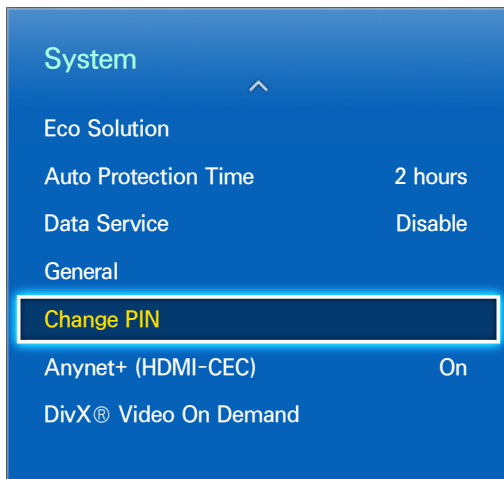 System
Eco Solution
Auto Protection Time 2 hours
Data Service Disable
General
Change PIN
Anynet+ (HDMI-CEC) On
DivX® Video On Demand